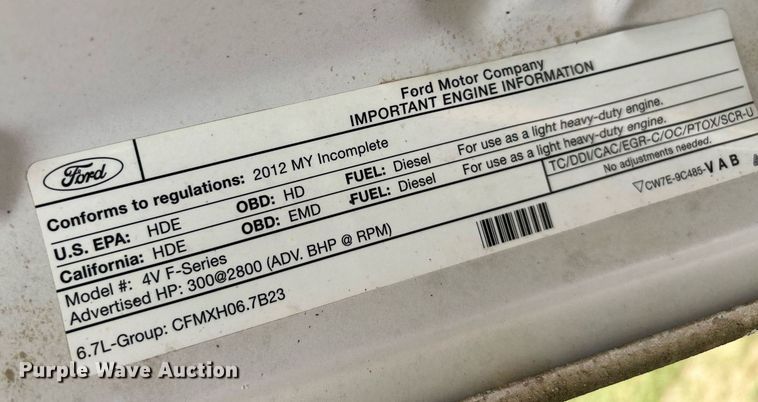 Ford Motor Company
IMPORTANT ENGINE INFORMATION
Ford
Conforms to regulations: 2012 MY Incomplete
U.S. EPA: HDE OBD: HD FUEL: Diesel For use as a light heavy-duty engine.
California: HDE OBD: EMD FUEL: Diesel For use as a light heavy-duty engine.
Model #: 4V F-Series TC/DDI/CAC/EGR-C/OC/PTOX/SCR-U
Advertised HP: 300@2800 (ADV. BHP @ RPM) No adjustments needed.
▽CW7E-9C485-VAB
6.7L-Group: CFMXH06.7B23
Purple Wave Auction